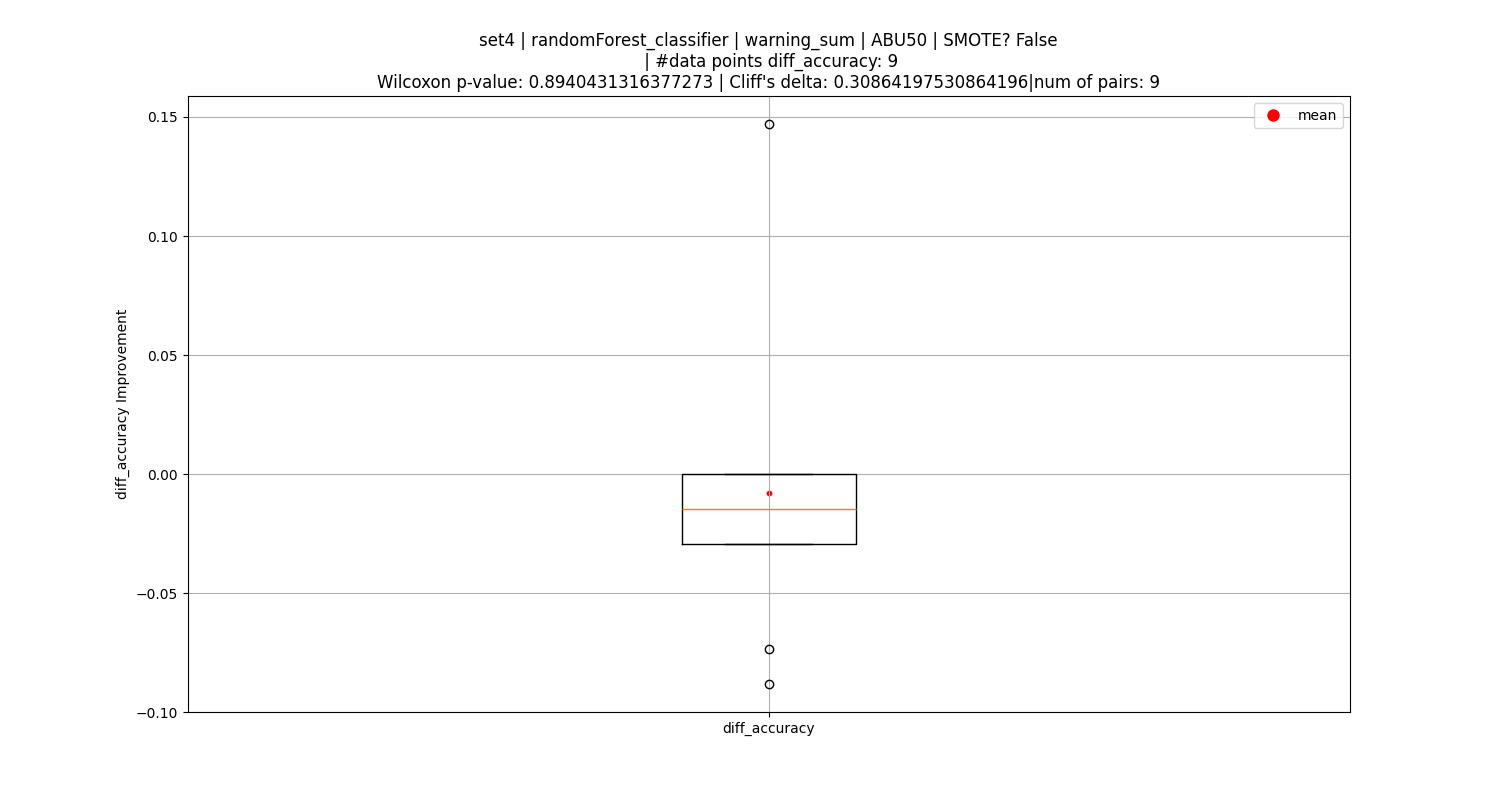 set4 | randomForest_classifier | warning_sum | ABU50 | SMOTE? False
| #data points diff_accuracy: 9
Wilcoxon p-value: 0.8940431316377273 | Cliff's delta: 0.30864197530864196|num of pairs: 9
mean
0.15
0.10
0.05
0.00
−0.05
−0.10
diff_accuracy Improvement
diff_accuracy